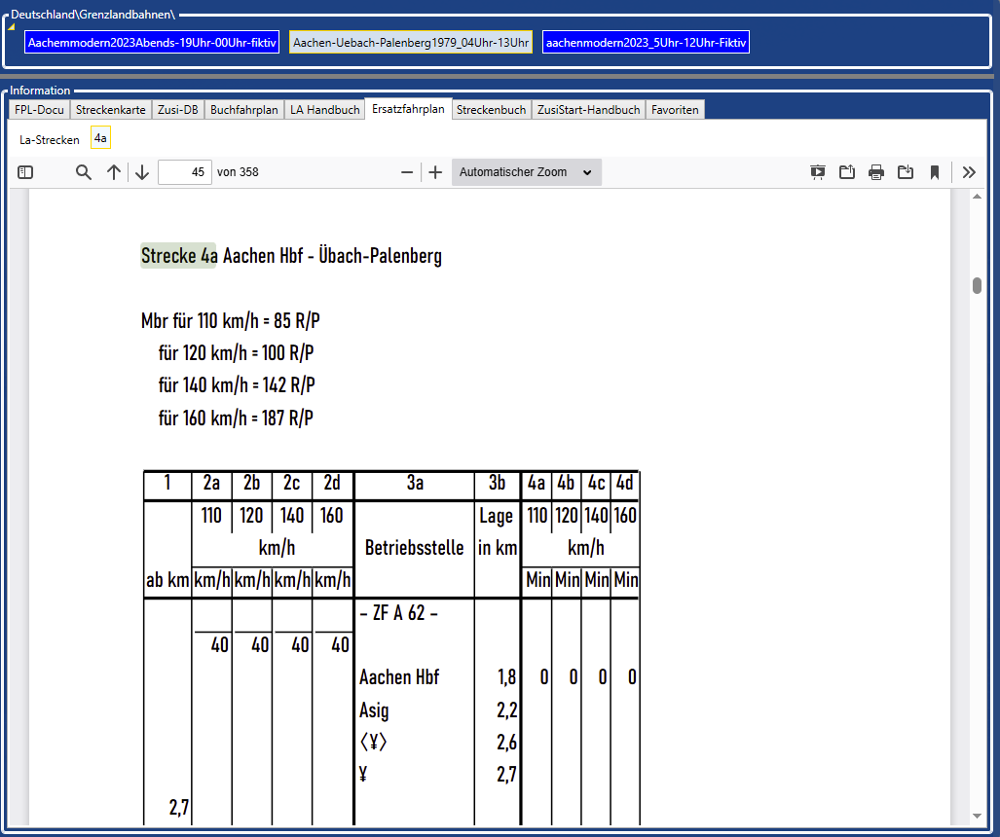 Deutschland\Grenzlandbahnen\
Aachernmodern2023Abends-19Uhr-00Uhr-fiktiv Aachen-Uebach-Palenberg1979_04Uhr-13Uhr aachenmodern2023_5Uhr-12Uhr-Fiktiv
Information
FPL-Docu Streckenkarte Zusi-DB Buchfahrplan LA Handbuch Ersatzfahrplan Streckenbuch ZusiStart-Handbuch Favoriten
La-Strecken 4a
45 von 358 Automatischer Zoom
Strecke 4a Aachen Hbf - Übach-Palenberg
Mbr für 110 km/h = 85 R/P
für 120 km/h = 100 R/P
für 140 km/h = 142 R/P
für 160 km/h = 187 R/P
1 2a 2b 2c 2d 3a 3b 4a 4b 4c 4d
110 120 140 160 Lage 110 120 140 160
km/h Betriebsstelle in km km/h
ab km km/h km/h km/h km/h Min Min Min Min
– ZF A 62 –
40 40 40 40
Aachen Hbf 1,8 0 0 0 0
Asig 2,2
⟨¥⟩ 2,6
¥ 2,7
2,7